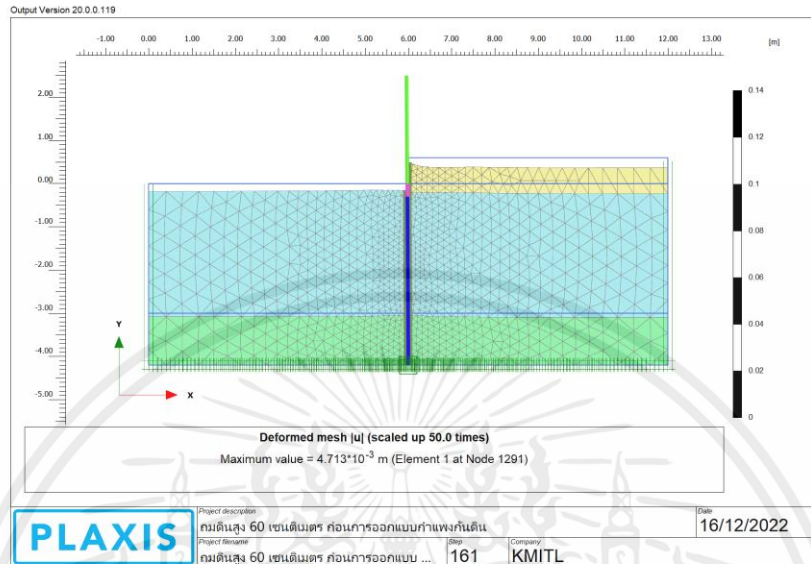 Output Version 20.0.0.119
-1.00 0.00 1.00 2.00 3.00 4.00 5.00 6.00 7.00 8.00 9.00 10.00 11.00 12.00 13.00
[m]
2.00
1.00
0.00
-1.00
-2.00
-3.00
-4.00
-5.00
0.14
0.12
0.1
0.08
0.06
0.04
0.02
0
Y
X
Deformed mesh |u| (scaled up 50.0 times)
Maximum value = 4.713*10⁻³ m (Element 1 at Node 1291)
PLAXIS
Project description
ถมดินสูง 60 เซนติเมตร ก่อนการออกแบบกำแพงกันดิน
Date
16/12/2022
Project filename
ถมดินสูง 60 เซนติเมตร ก่อนการออกแบบ ...
Step
161
Company
KMITL